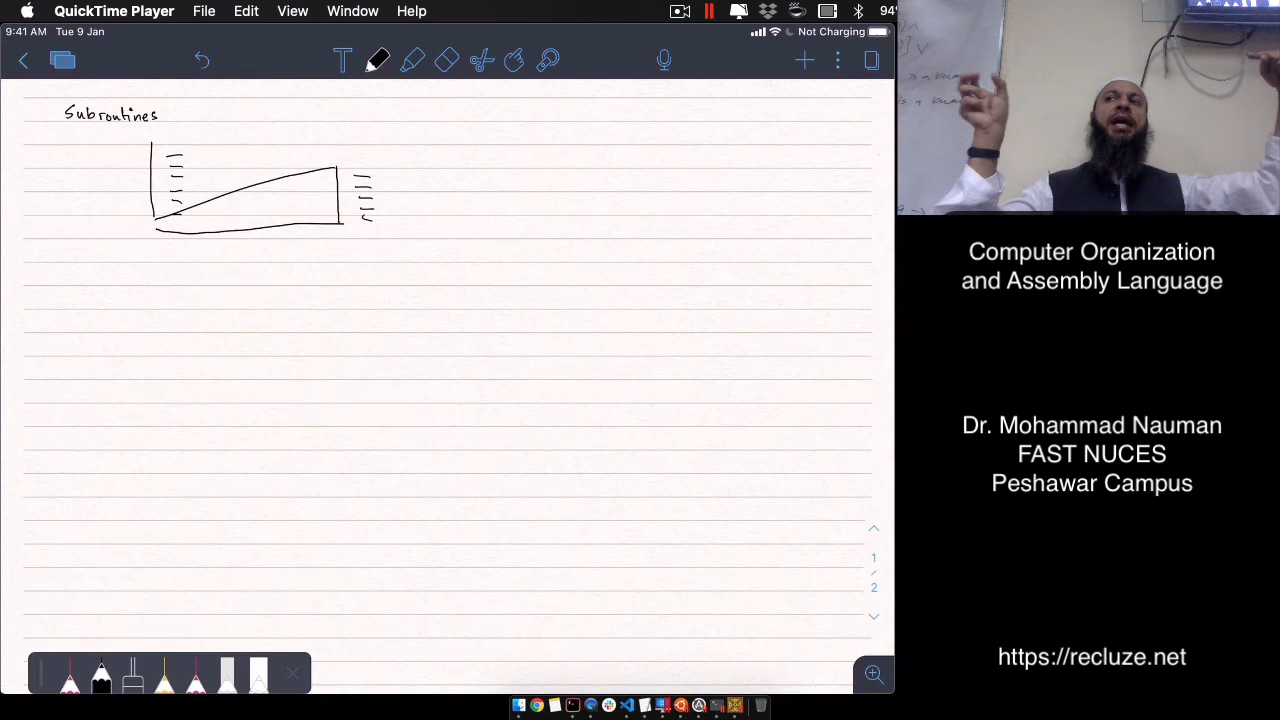 QuickTime Player File Edit View Window Help 94
9:41 AM Tue 9 Jan Not Charging
T
Subroutines
1
2
Computer Organization
and Assembly Language
Dr. Mohammad Nauman
FAST NUCES
Peshawar Campus
https://recluze.net